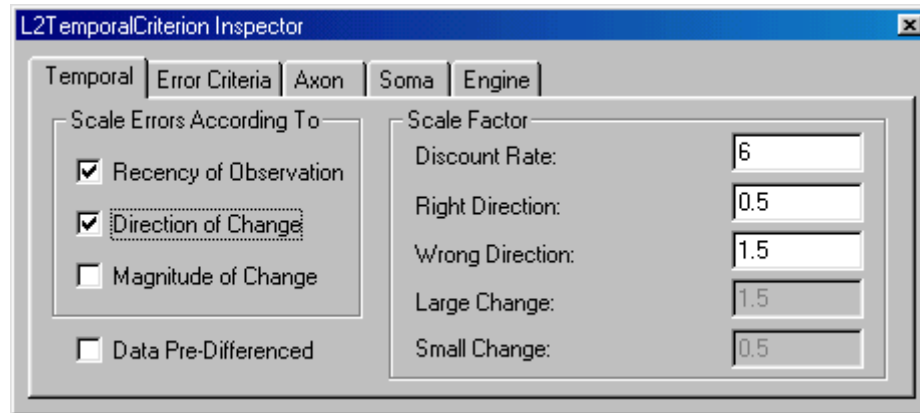 L2TemporalCriterion Inspector
Temporal Error Criteria Axon Soma Engine
Scale Errors According To
Recency of Observation
Direction of Change
Magnitude of Change
Data Pre-Differenced
Scale Factor
Discount Rate: 6
Right Direction: 0.5
Wrong Direction: 1.5
Large Change: 1.5
Small Change: 0.5